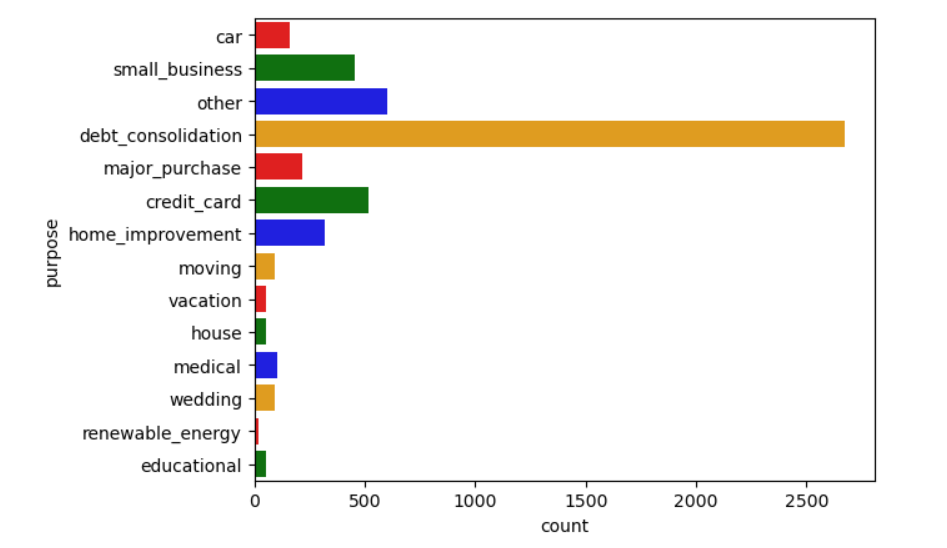 car
small_business
other
debt_consolidation
major_purchase
credit_card
home_improvement
moving
vacation
house
medical
wedding
renewable_energy
educational
purpose
0 500 1000 1500 2000 2500
count